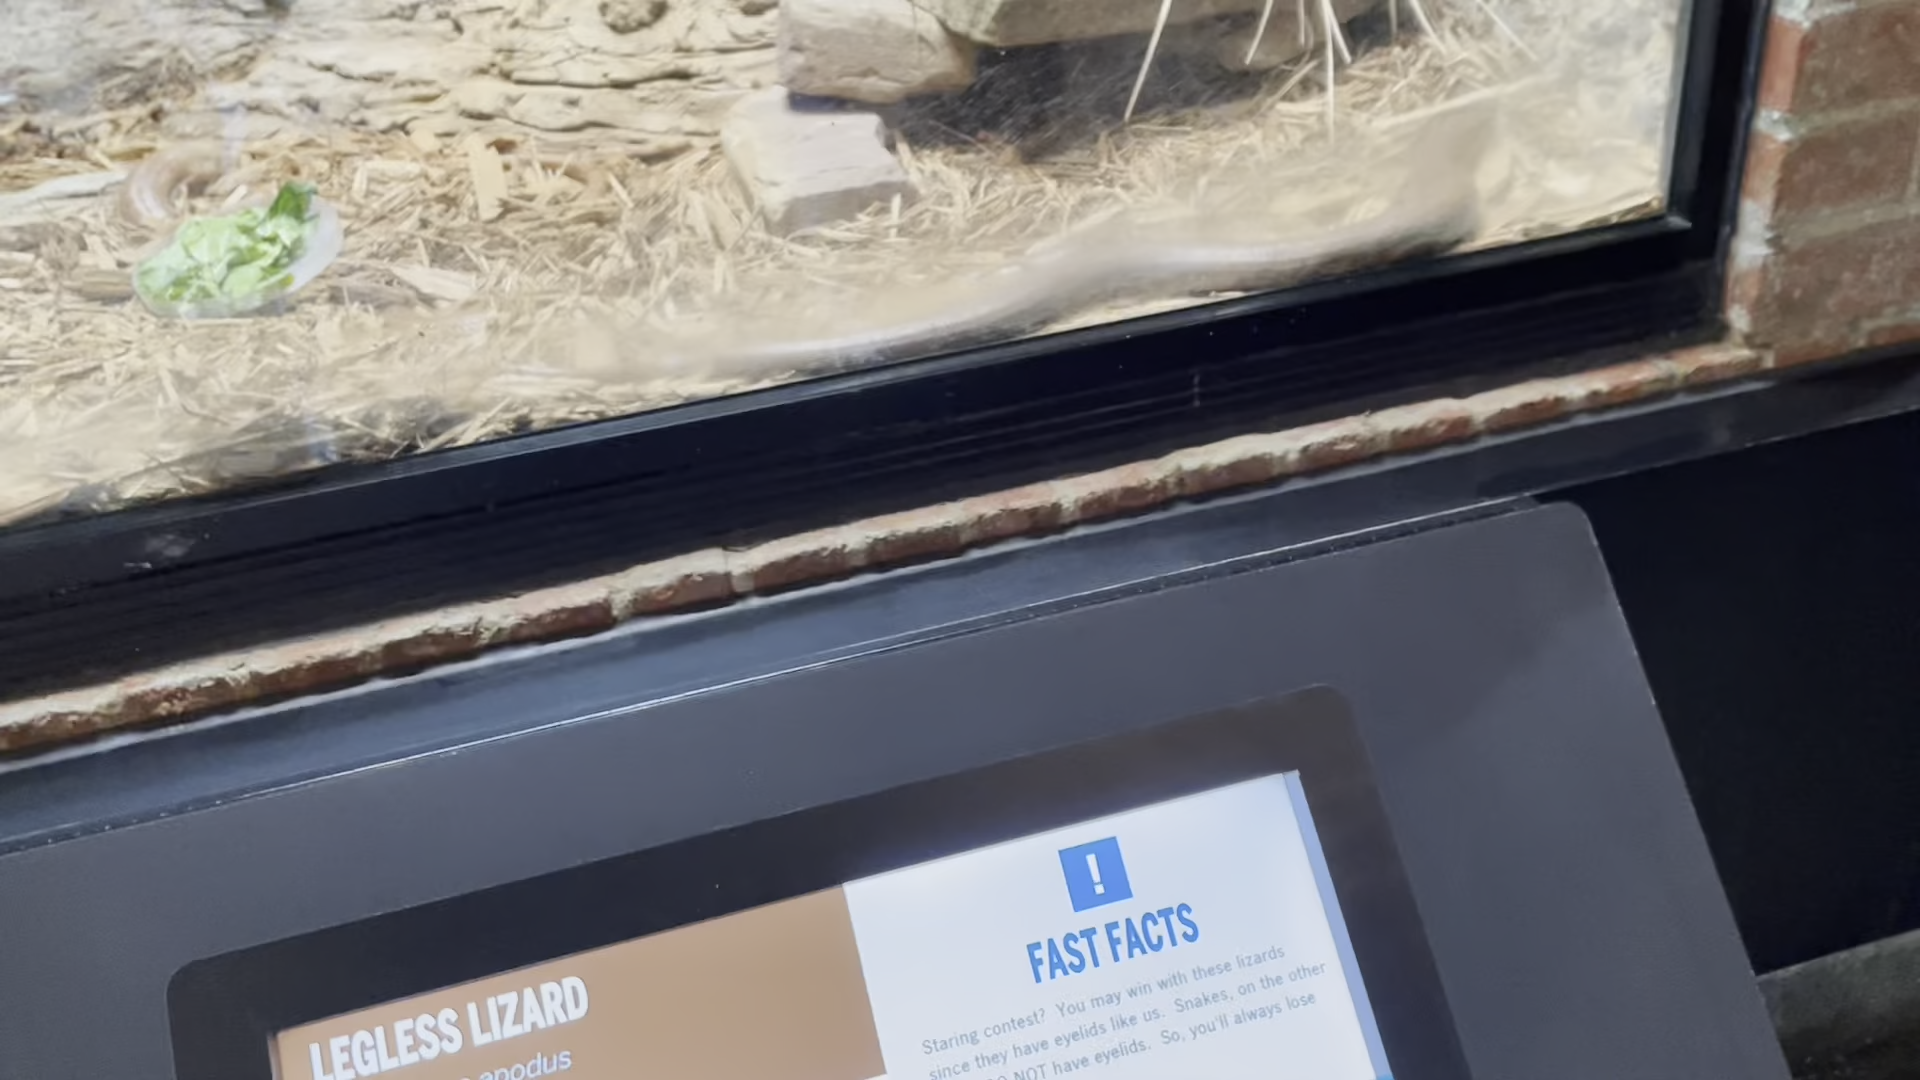 LEGLESS LIZARD
apodus
!
FAST FACTS
Staring contest? You may win with these lizards
since they have eyelids like us. Snakes, on the other
NOT have eyelids. So, you'll always lose